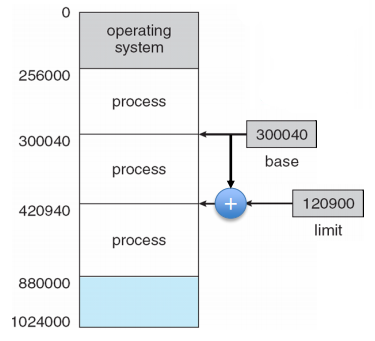 0
operating
system
256000
process
300040
300040
base
process
120900
420940
+
limit
process
880000
1024000